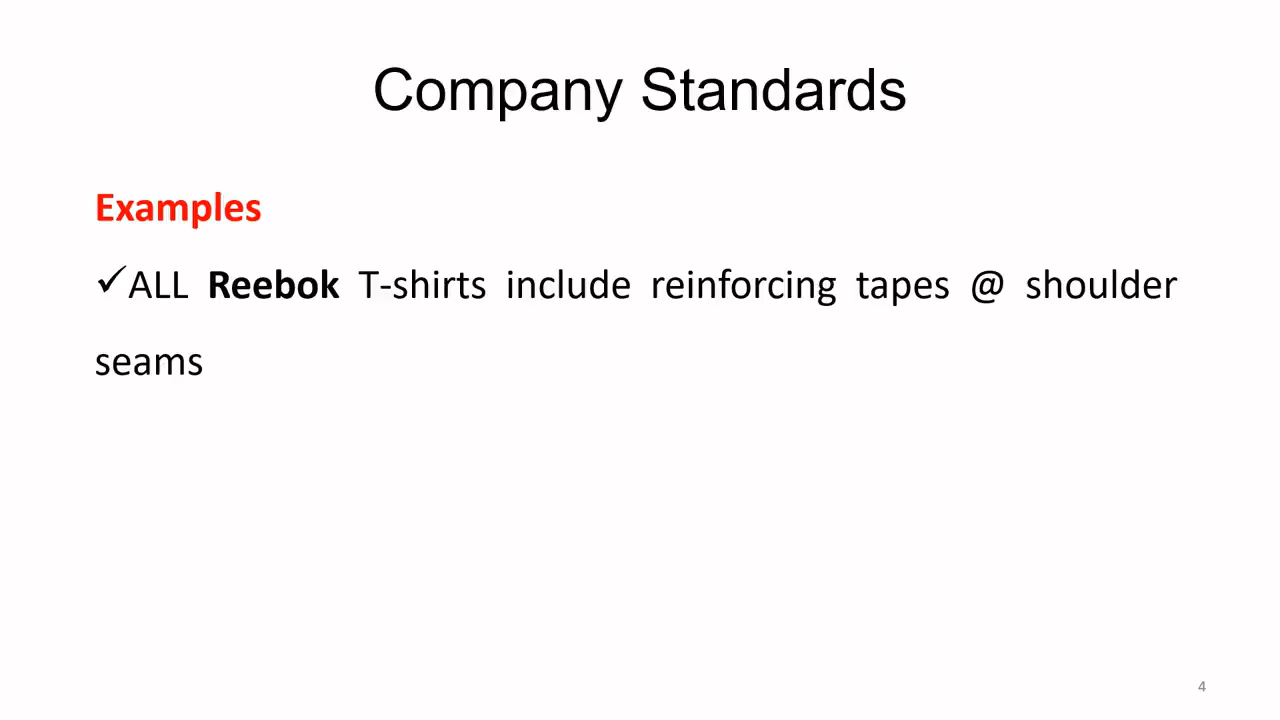 Company Standards
Examples
✓ALL Reebok T-shirts include reinforcing tapes @ shoulder
seams
4